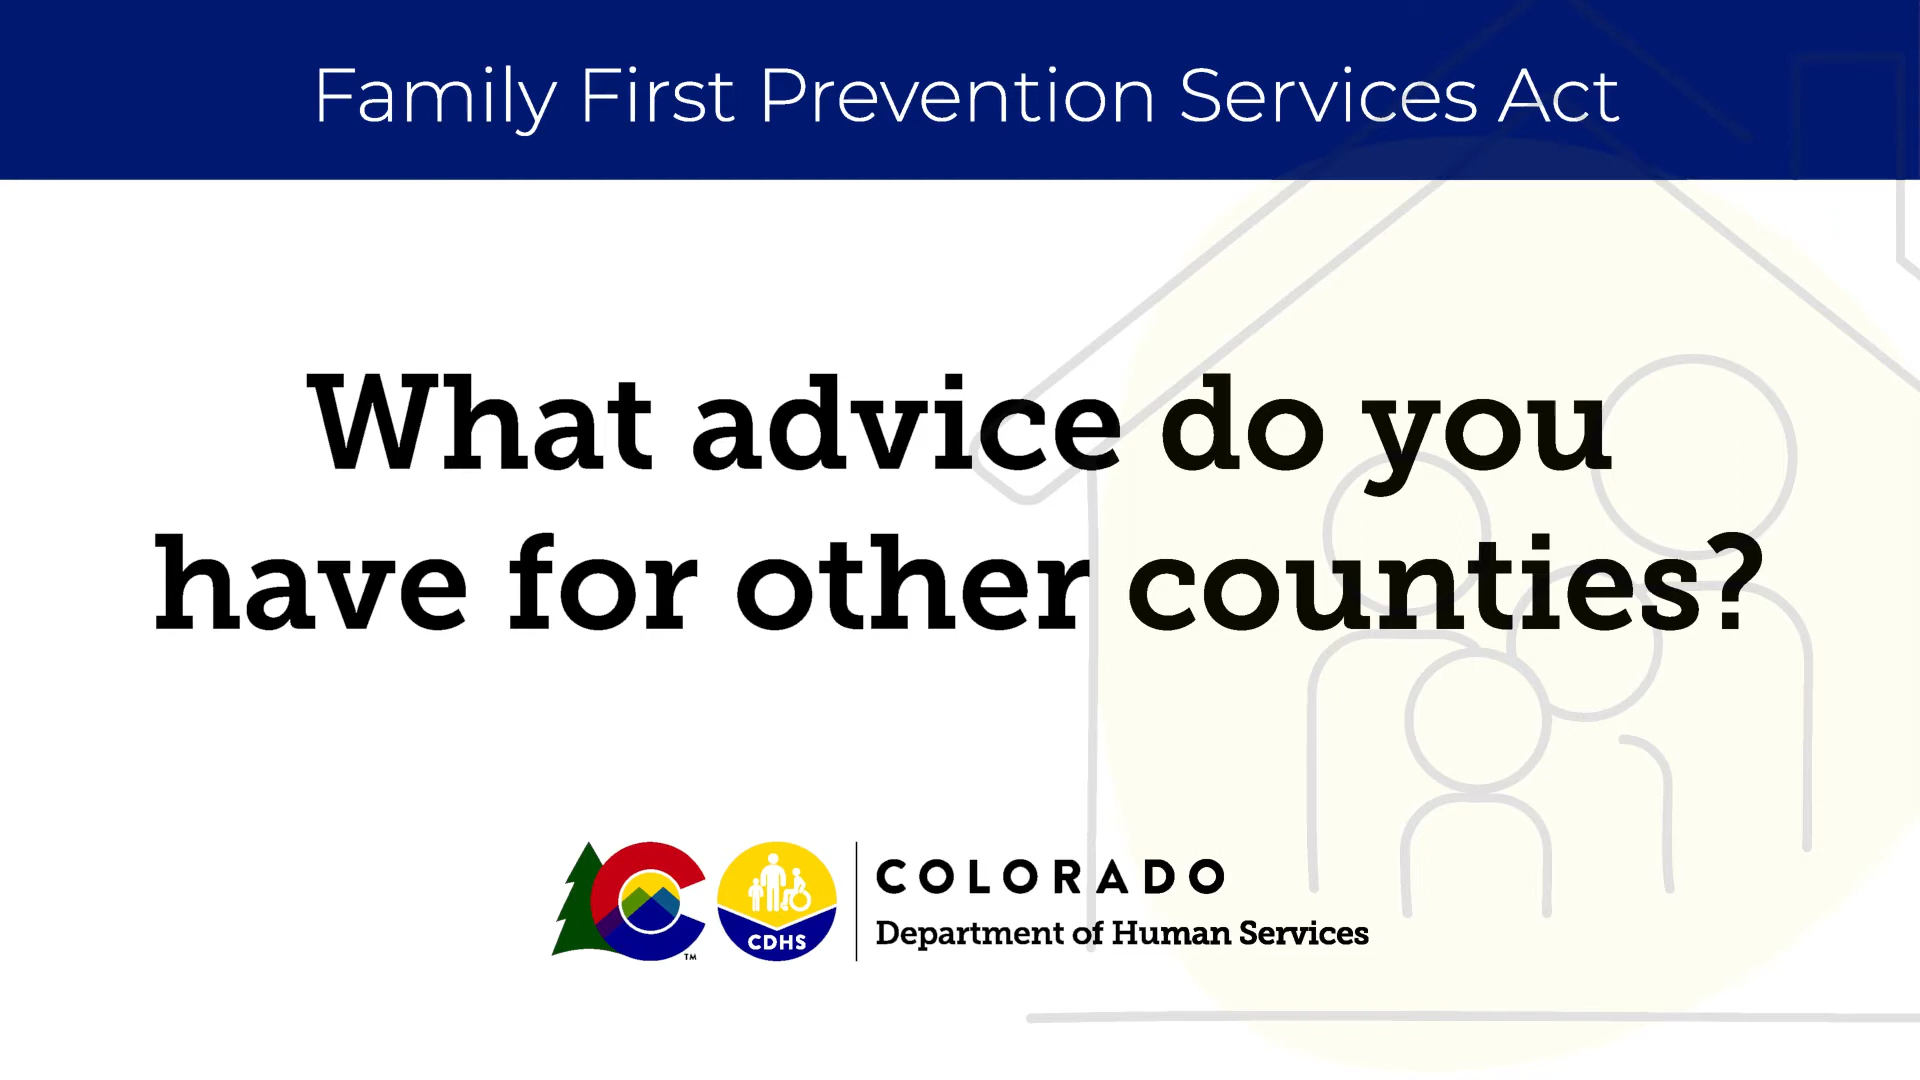 Family First Prevention Services Act
What advice do you
have for other counties?
CDHS
TM
COLORADO
Department of Human Services